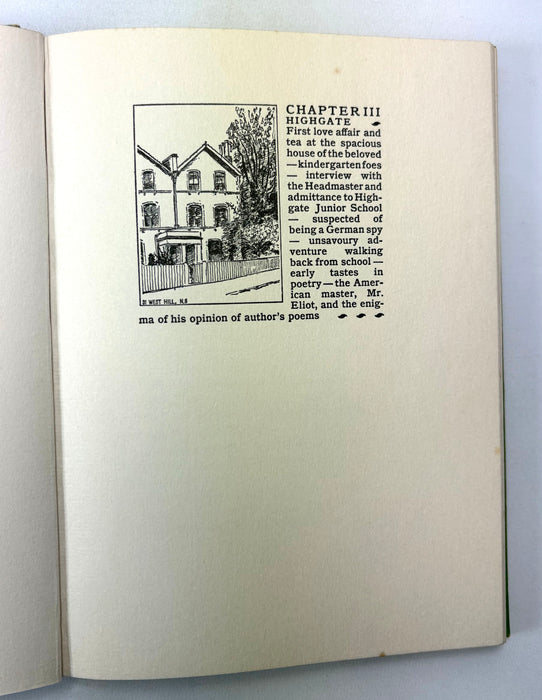 CHAPTER III
HIGHGATE
First love affair and
tea at the spacious
house of the beloved
—kindergarten foes
— interview with
the Headmaster and
admittance to High-
gate Junior School
— suspected of
being a German spy
— unsavoury ad-
venture walking
back from school —
early tastes in
poetry — the Amer-
ican master, Mr.
Eliot, and the enig-
ma of his opinion of author's poems
31 WEST HILL, N.6